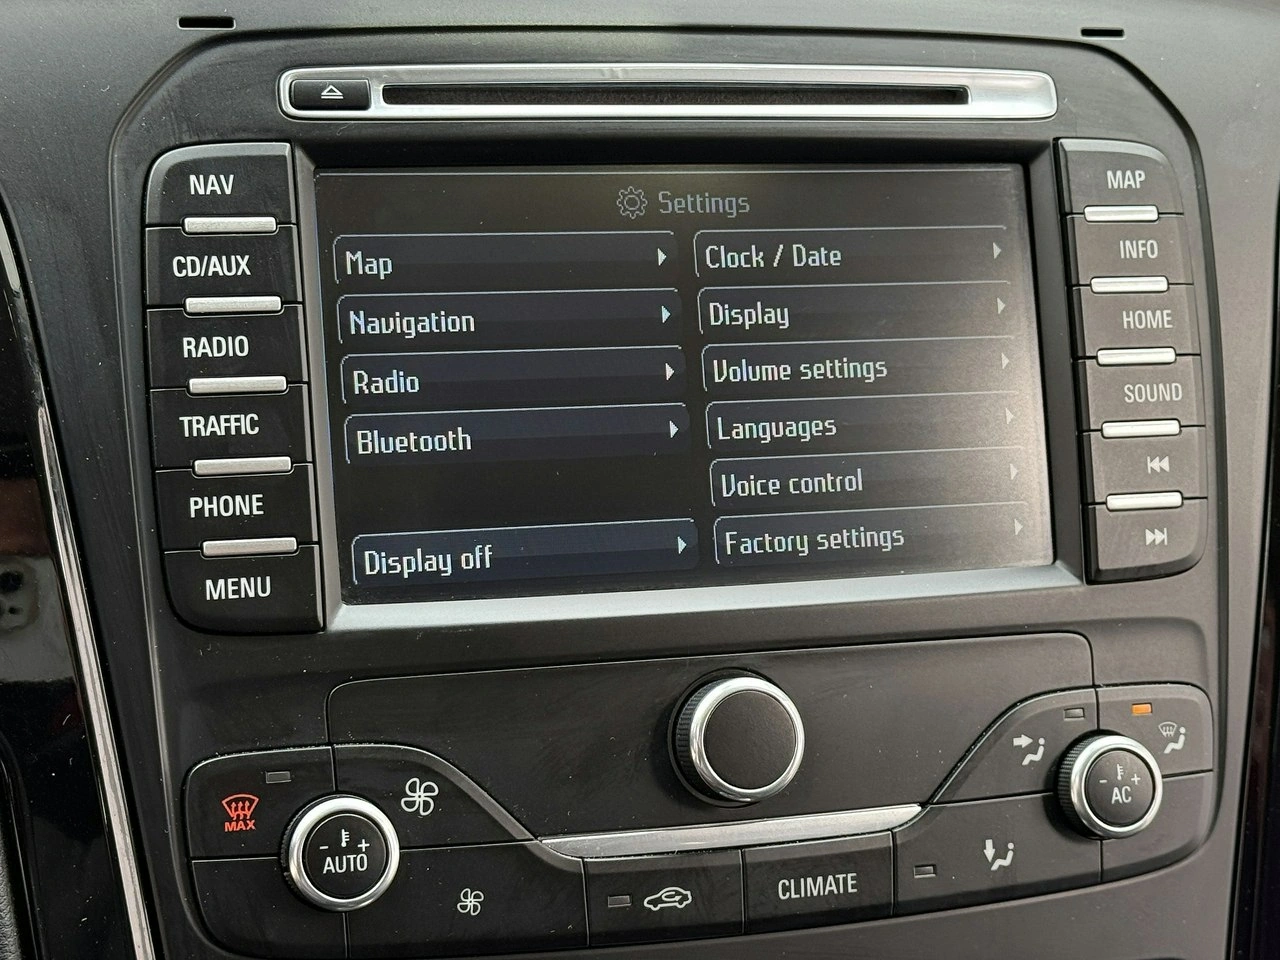 NAV
CD/AUX
RADIO
TRAFFIC
PHONE
MENU
Settings
Map
Navigation
Radio
Bluetooth
Display off
Clock / Date
Display
Volume settings
Languages
Voice control
Factory settings
MAP
INFO
HOME
SOUND
MAX
- +
AUTO
CLIMATE
- +
AC